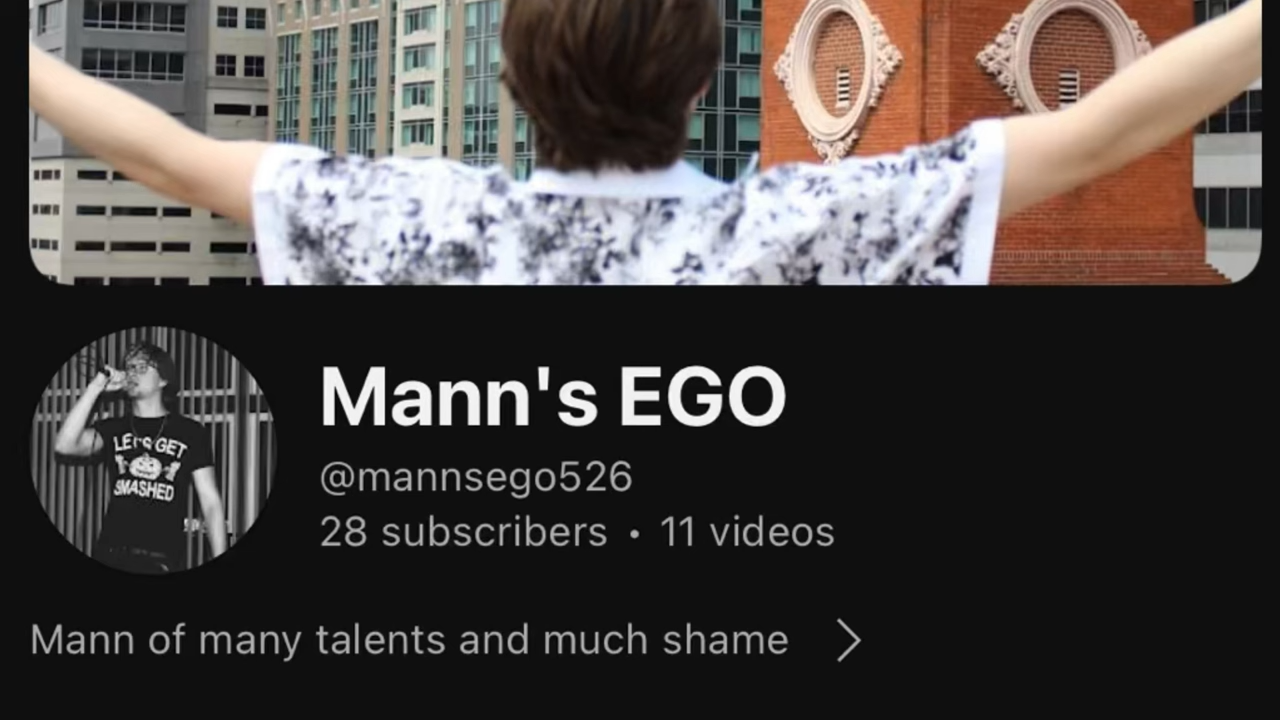 LET'S GET
SMASHED
Mann's EGO
@mannsego526
28 subscribers • 11 videos
Mann of many talents and much shame